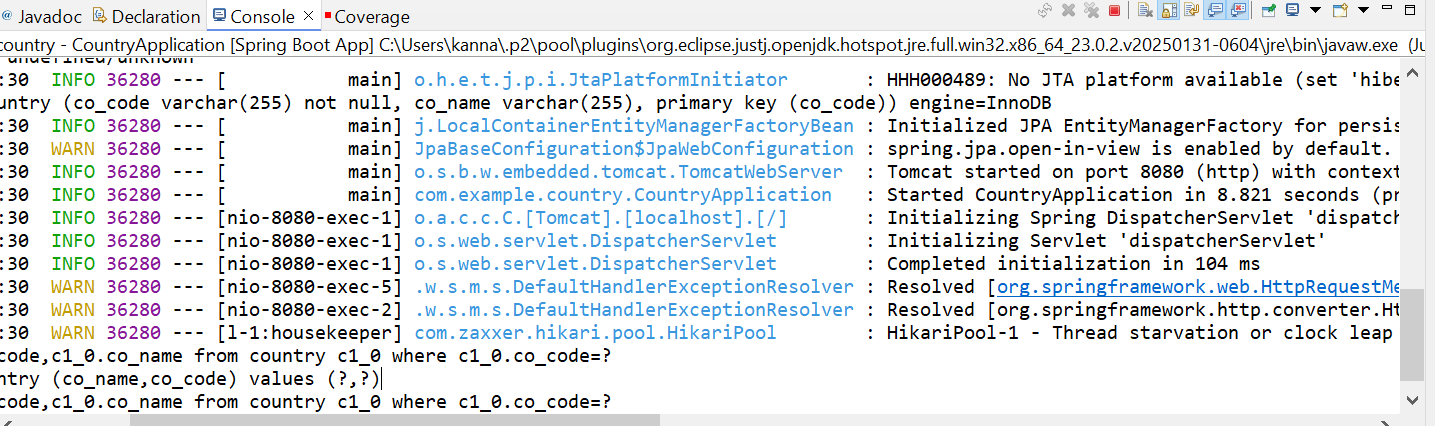 @ Javadoc Declaration Console × Coverage
country - CountryApplication [Spring Boot App] C:\Users\kanna\.p2\pool\plugins\org.eclipse.justj.openjdk.hotspot.jre.full.win32.x86_64_23.0.2.v20250131-0604\jre\bin\javaw.exe (Ju
undefined/unknown
:30 INFO 36280 --- [ main] o.h.e.t.j.p.i.JtaPlatformInitiator : HHH000489: No JTA platform available (set 'hibe
untry (co_code varchar(255) not null, co_name varchar(255), primary key (co_code)) engine=InnoDB
:30 INFO 36280 --- [ main] j.LocalContainerEntityManagerFactoryBean : Initialized JPA EntityManagerFactory for persis
:30 WARN 36280 --- [ main] JpaBaseConfiguration$JpaWebConfiguration : spring.jpa.open-in-view is enabled by default.
:30 INFO 36280 --- [ main] o.s.b.w.embedded.tomcat.TomcatWebServer : Tomcat started on port 8080 (http) with context
:30 INFO 36280 --- [ main] com.example.country.CountryApplication : Started CountryApplication in 8.821 seconds (pr
:30 INFO 36280 --- [nio-8080-exec-1] o.a.c.c.C.[Tomcat].[localhost].[/] : Initializing Spring DispatcherServlet 'dispatch
:30 INFO 36280 --- [nio-8080-exec-1] o.s.web.servlet.DispatcherServlet : Initializing Servlet 'dispatcherServlet'
:30 INFO 36280 --- [nio-8080-exec-1] o.s.web.servlet.DispatcherServlet : Completed initialization in 104 ms
:30 WARN 36280 --- [nio-8080-exec-5] .w.s.m.s.DefaultHandlerExceptionResolver : Resolved [org.springframework.web.HttpRequestMe
:30 WARN 36280 --- [nio-8080-exec-2] .w.s.m.s.DefaultHandlerExceptionResolver : Resolved [org.springframework.http.converter.Ht
:30 WARN 36280 --- [l-1:housekeeper] com.zaxxer.hikari.pool.HikariPool : HikariPool-1 - Thread starvation or clock leap
code,c1_0.co_name from country c1_0 where c1_0.co_code=?
ntry (co_name,co_code) values (?,?)
code,c1_0.co_name from country c1_0 where c1_0.co_code=?